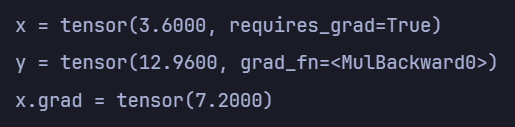 x = tensor(3.6000, requires_grad=True)
y = tensor(12.9600, grad_fn=<MulBackward0>)
x.grad = tensor(7.2000)